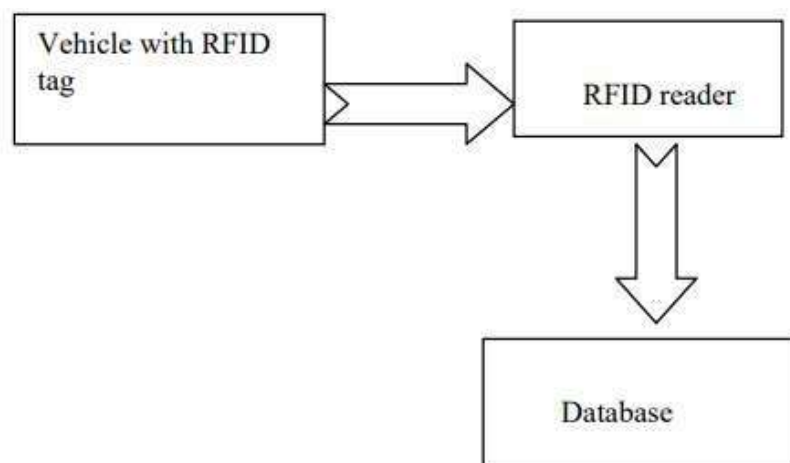 Vehicle with RFID
tag
RFID reader
Database